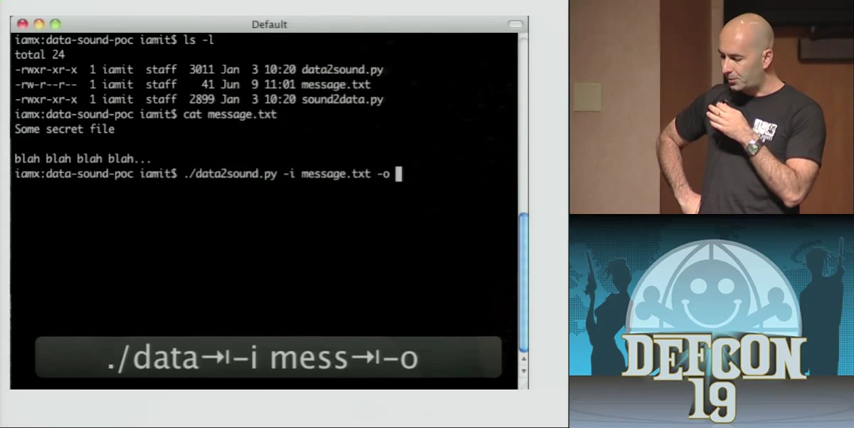 Default
iamx:data-sound-poc iamit$ ls -l
total 24
-rwxr-xr-x  1 iamit  staff  3011 Jan  3 10:20 data2sound.py
-rw-r--r--  1 iamit  staff    41 Jun  9 11:01 message.txt
-rwxr-xr-x  1 iamit  staff  2899 Jan  3 10:20 sound2data.py
iamx:data-sound-poc iamit$ cat message.txt
Some secret file
blah blah blah blah...
iamx:data-sound-poc iamit$ ./data2sound.py -i message.txt -o
./data⇥-i mess⇥-o
DEFCON
19